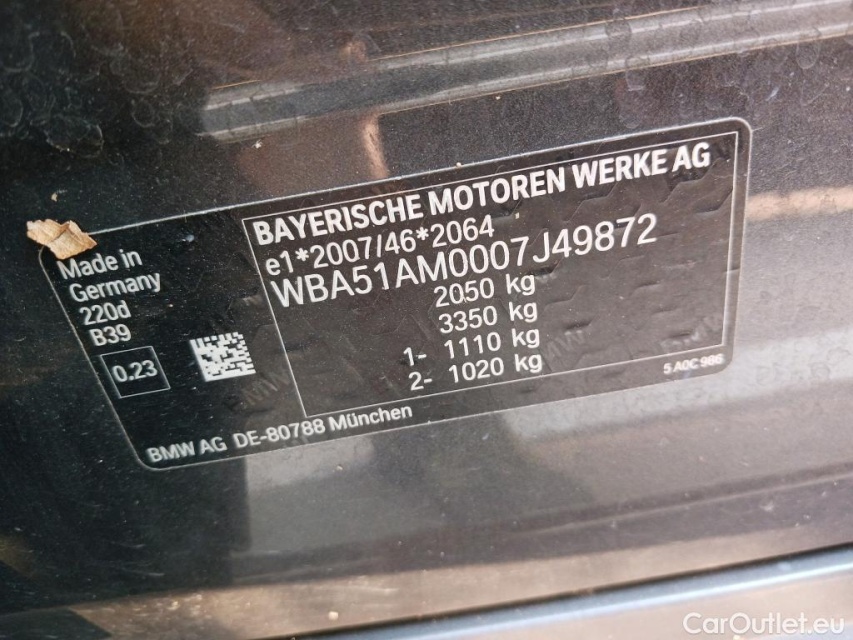 BAYERISCHE MOTOREN WERKE AG
e1*2007/46*2064
WBA51AM0007J49872
2050 kg
3350 kg
1- 1110 kg
2- 1020 kg
Made in
Germany
220d
B39
0.23
5 A0C 986
BMW AG DE-80788 München
CarOutlet.eu